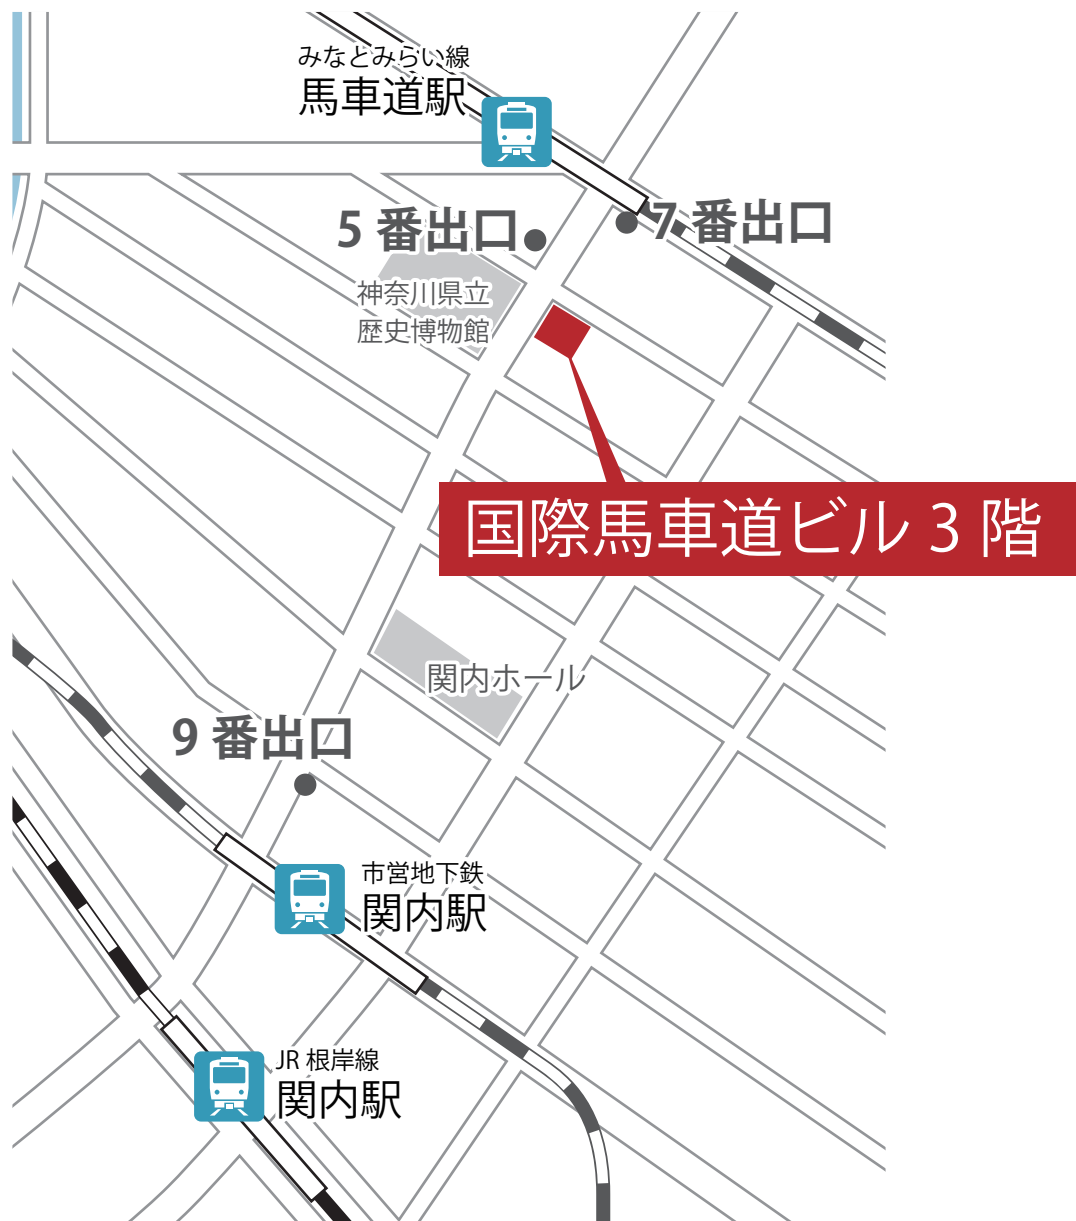 みなとみらい線
馬車道駅
5 番出口
7 番出口
神奈川県立
歴史博物館
国際馬車道ビル 3 階
関内ホール
9 番出口
市営地下鉄
関内駅
JR 根岸線
関内駅